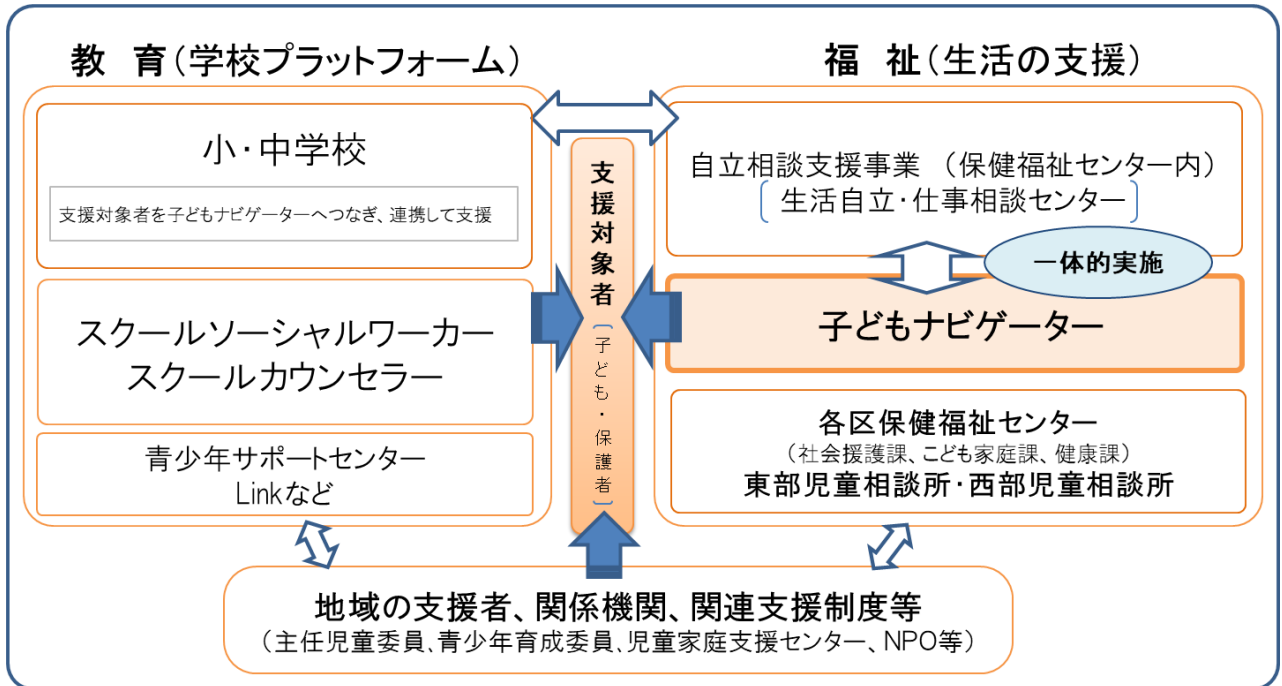 教 育(学校プラットフォーム)
小・中学校
支援対象者を子どもナビゲーターへつなぎ、連携して支援
スクールソーシャルワーカー
スクールカウンセラー
青少年サポートセンター
Linkなど
支援対象者〔子ども・保護者〕
福 祉(生活の支援)
自立相談支援事業 (保健福祉センター内)
〔生活自立・仕事相談センター〕
一体的実施
子どもナビゲーター
各区保健福祉センター
(社会援護課、こども家庭課、健康課)
東部児童相談所・西部児童相談所
地域の支援者、関係機関、関連支援制度等
(主任児童委員、青少年育成委員、児童家庭支援センター、NPO等)